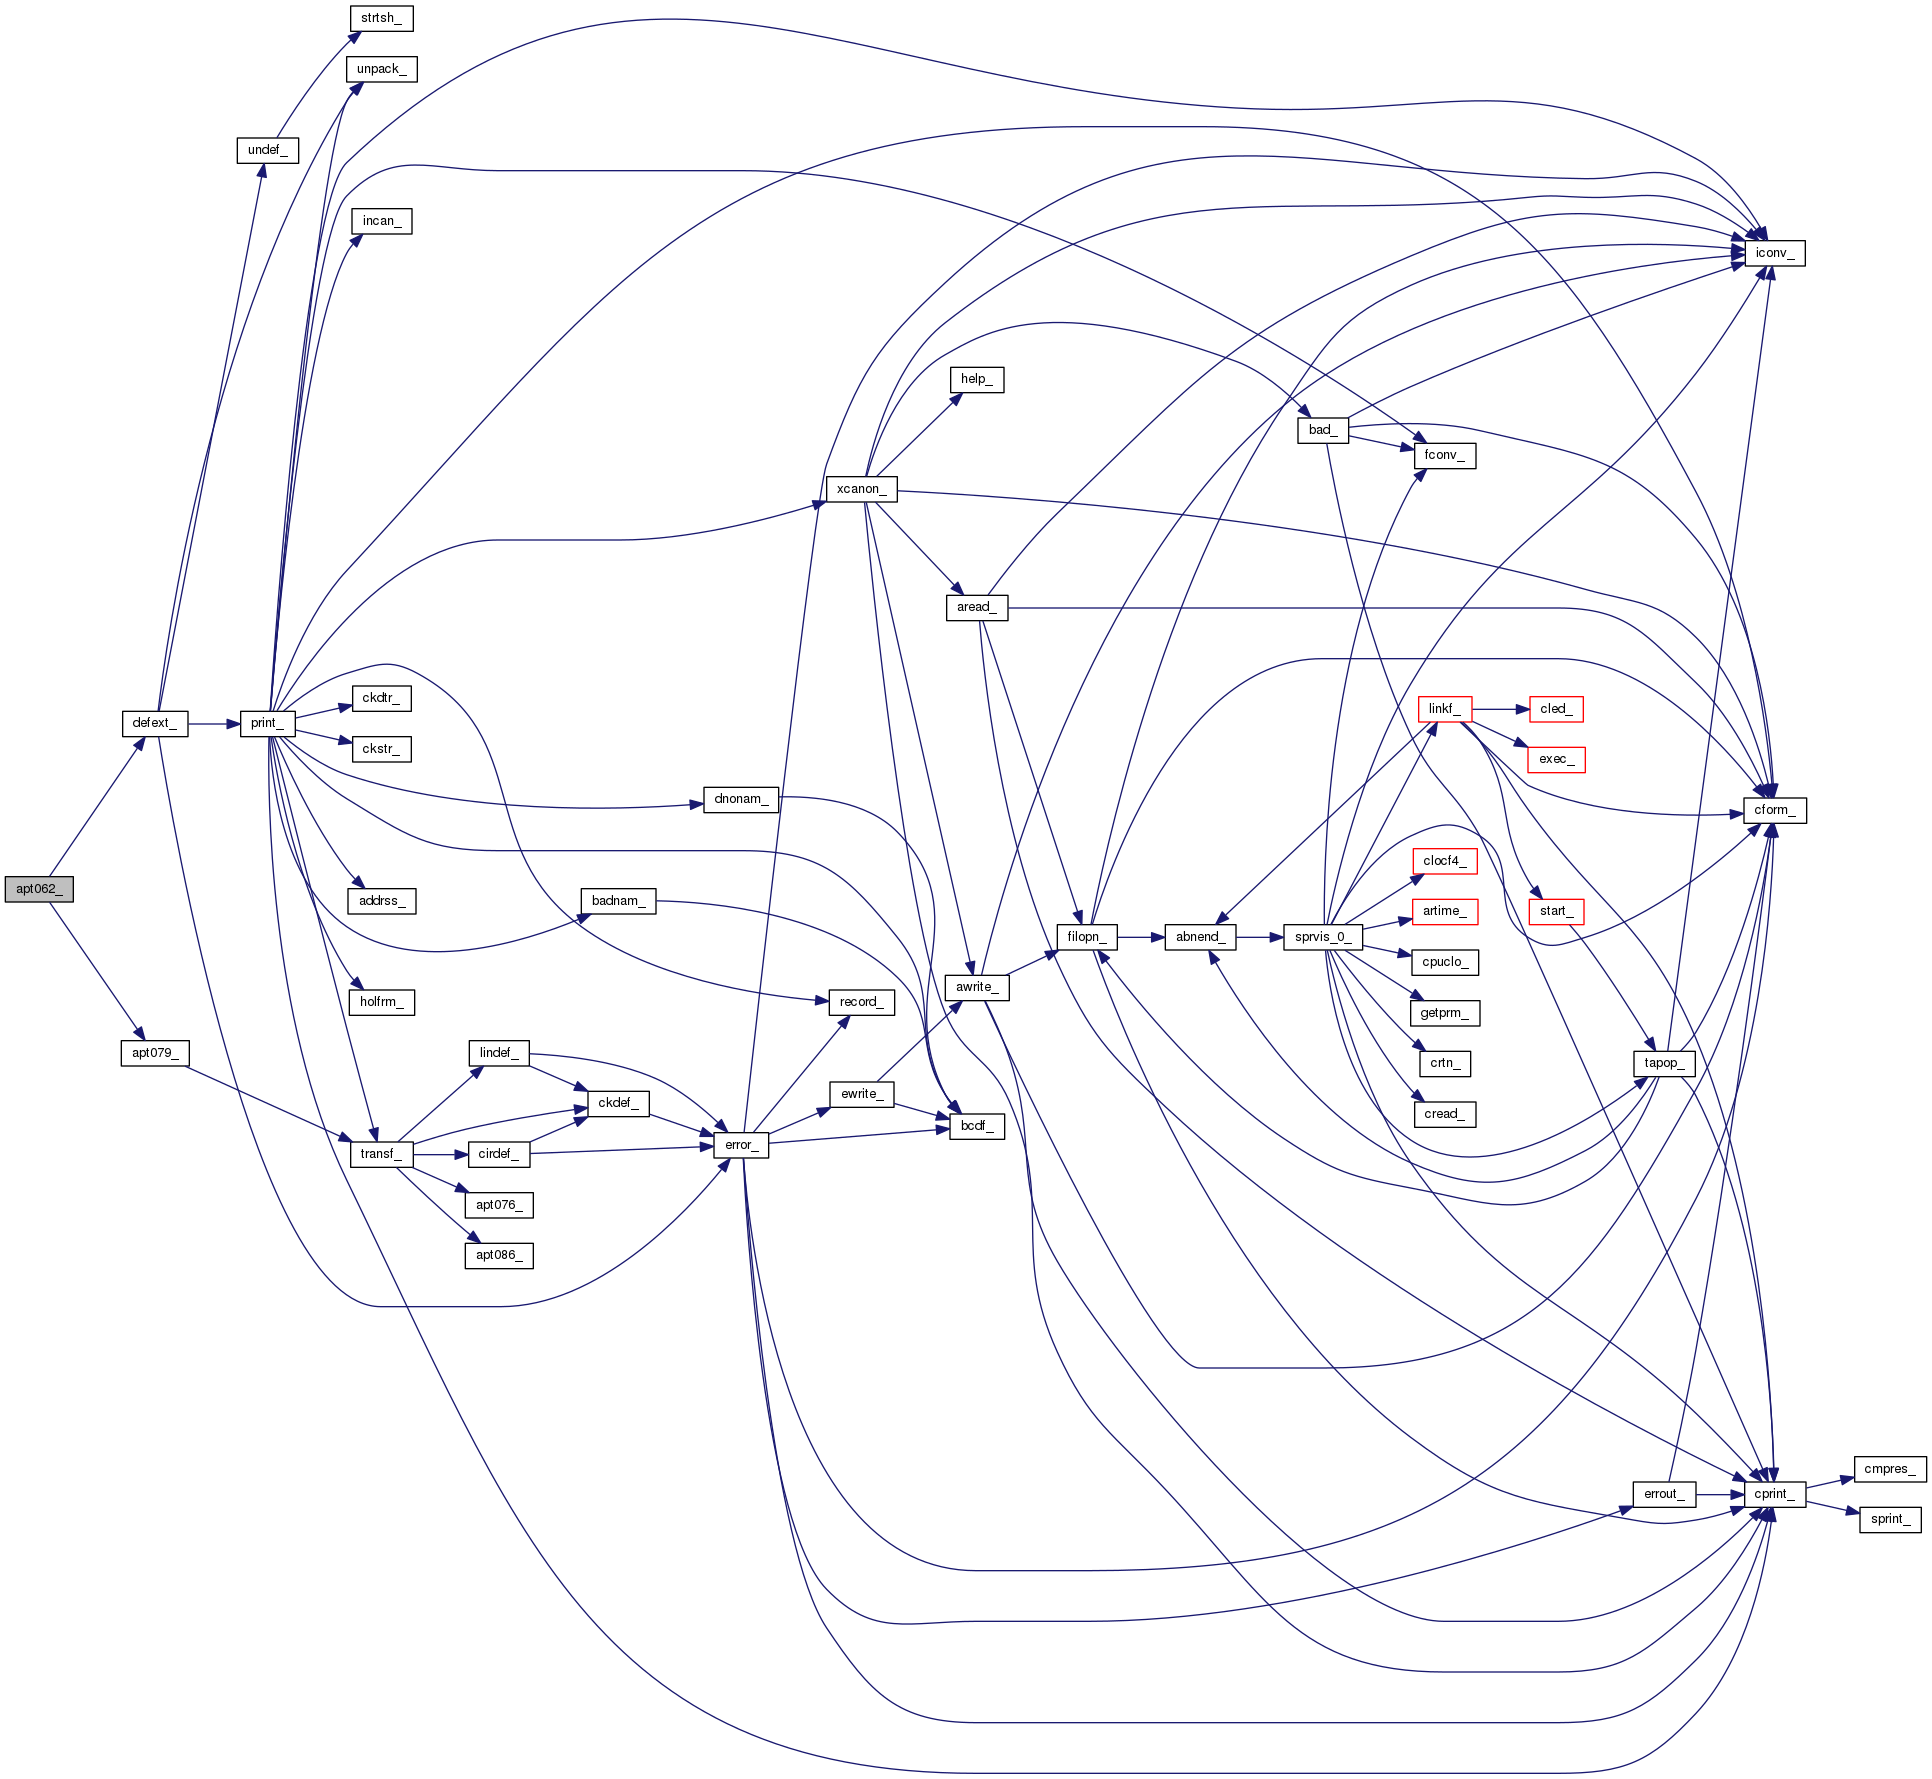 strtsh_
unpack_
undef_
incan_
iconv_
help_
bad_
fconv_
xcanon_
aread_
ckdtr_
linkf_
cled_
defext_
print_
ckstr_
exec_
dnonam_
cform_
clocf4_
apt062_
addrss_
badnam_
artime_
start_
filopn_
abnend_
sprvis_0_
cpuclo_
awrite_
holfrm_
record_
getprm_
apt079_
lindef_
crtn_
tapop_
ewrite_
ckdef_
cread_
bcdf_
error_
transf_
cirdef_
apt076_
apt086_
cmpres_
errout_
cprint_
sprint_